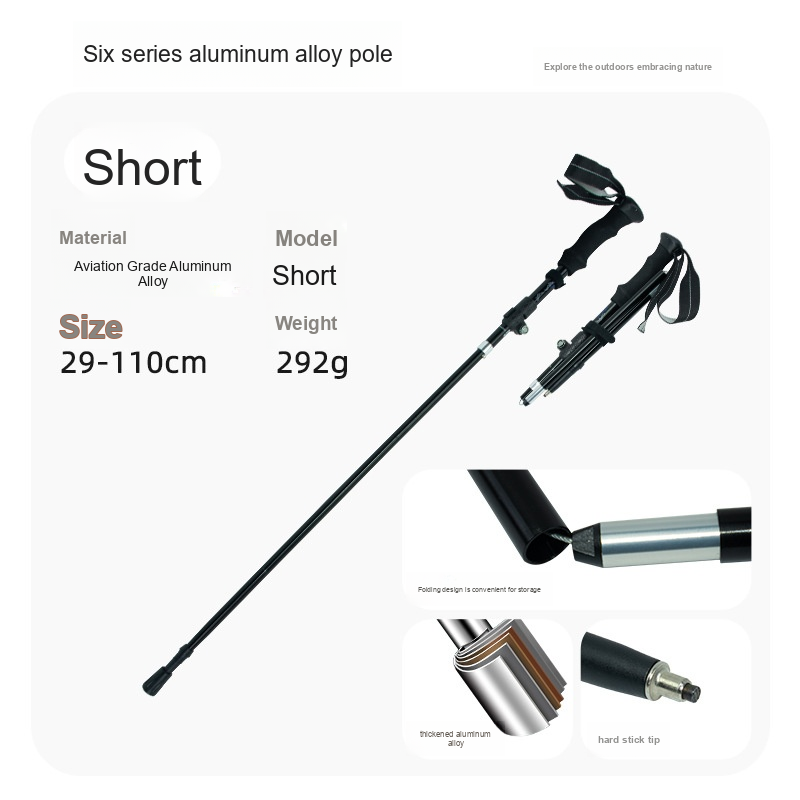 Six series aluminum alloy pole
Explore the outdoors embracing nature
Short
Material
Model
Aviation Grade Aluminum
Alloy
Short
Size
Weight
29-110cm
292g
Folding design is convenient for storage
thickened aluminum
alloy
hard stick tip